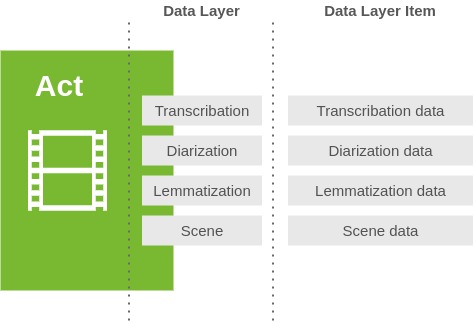 Data Layer
Data Layer Item
Act
Transcribation
Transcribation data
Diarization
Diarization data
Lemmatization
Lemmatization data
Scene
Scene data